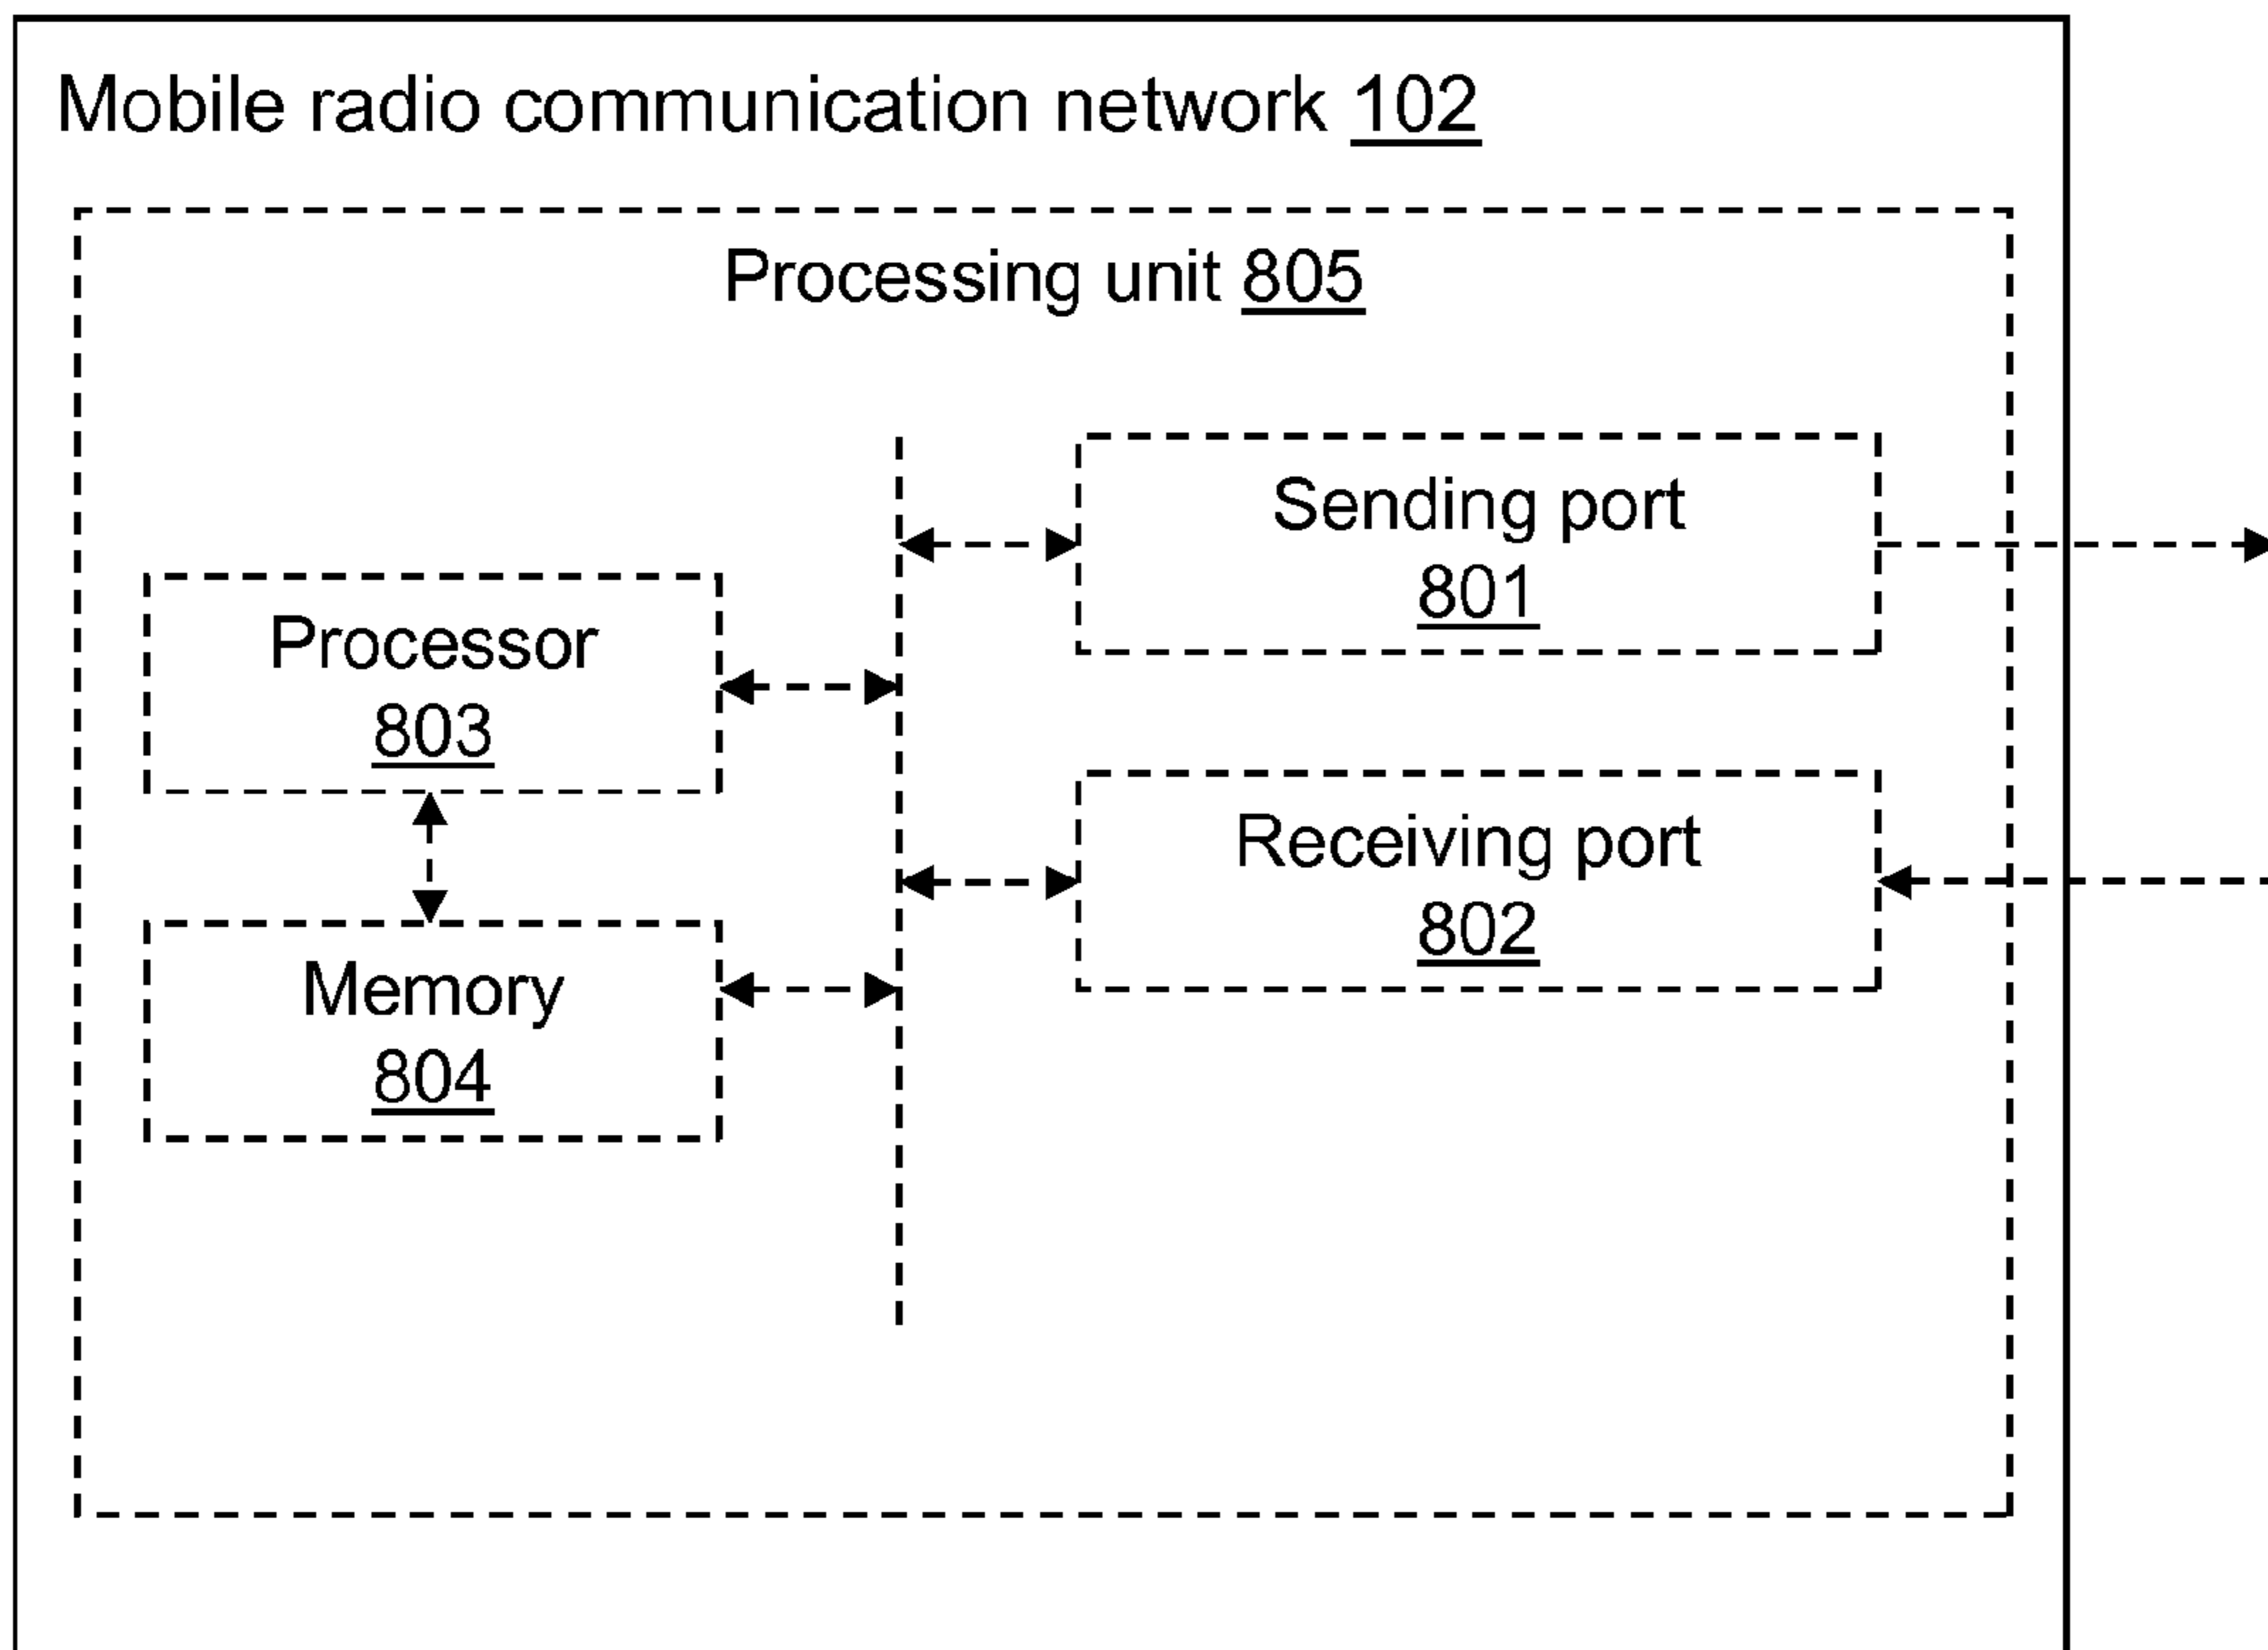 Mobile radio communication network 102
Processing unit 805
Sending port
801
Processor
803
Receiving port
802
Memory
804